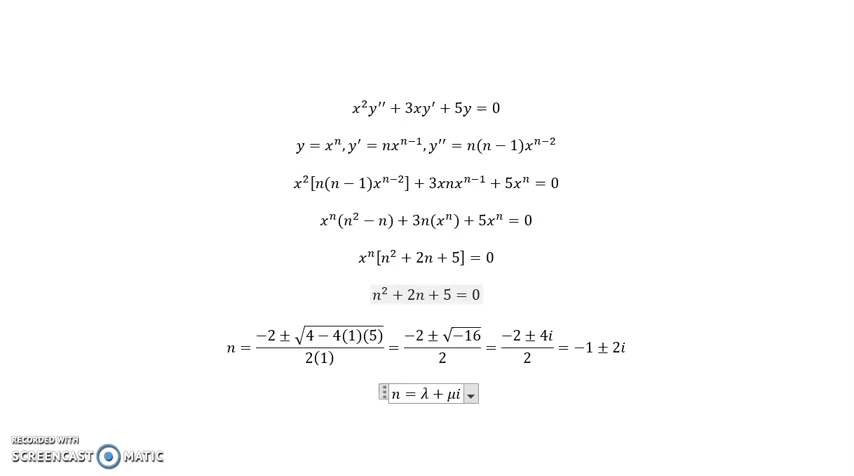 x²y′′ + 3xy′ + 5y = 0
y = xⁿ, y′ = nxⁿ⁻¹, y′′ = n(n − 1)xⁿ⁻²
x²[n(n − 1)xⁿ⁻²] + 3xnxⁿ⁻¹ + 5xⁿ = 0
xⁿ(n² − n) + 3n(xⁿ) + 5xⁿ = 0
xⁿ[n² + 2n + 5] = 0
n² + 2n + 5 = 0
n = (−2 ± √(4 − 4(1)(5)))/(2(1)) = (−2 ± √(−16))/2 = (−2 ± 4i)/2 = −1 ± 2i
n = λ + μi
RECORDED WITH
SCREENCAST MATIC